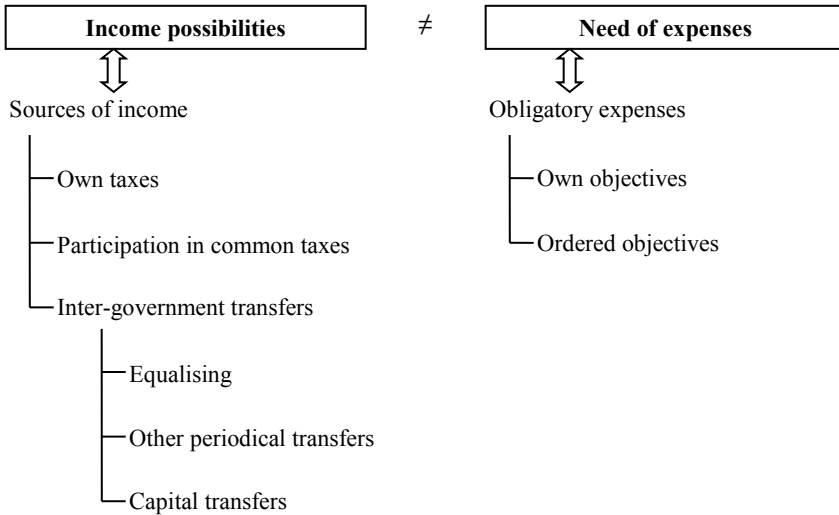 Income possibilities ≠ Need of expenses
Sources of income
Own taxes
Participation in common taxes
Inter-government transfers
Equalising
Other periodical transfers
Capital transfers
Obligatory expenses
Own objectives
Ordered objectives